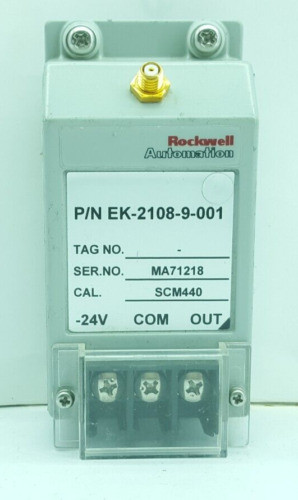 Rockwell
Automation
P/N EK-2108-9-001
TAG NO. -
SER.NO. MA71218
CAL. SCM440
-24V COM OUT